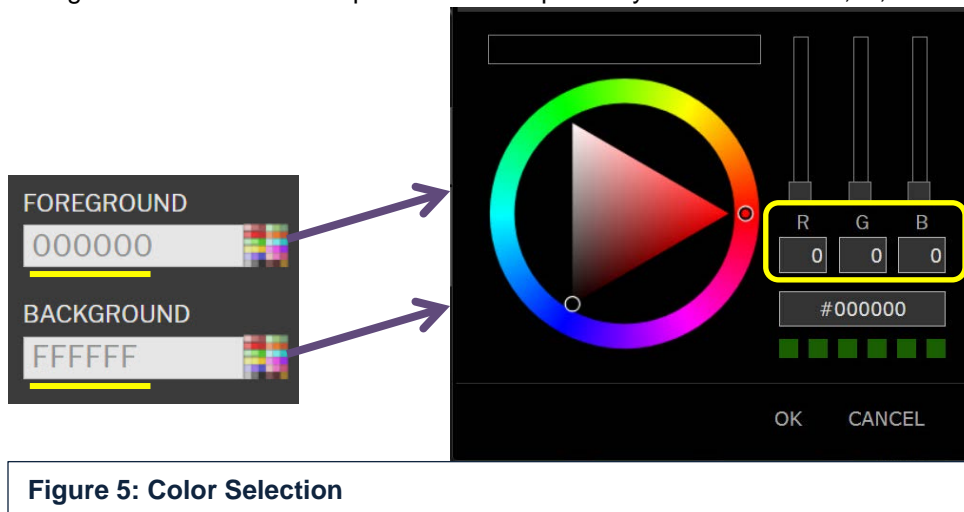 FOREGROUND
000000
BACKGROUND
FFFFFF
R G B
0 0 0
#000000
OK CANCEL
Figure 5: Color Selection